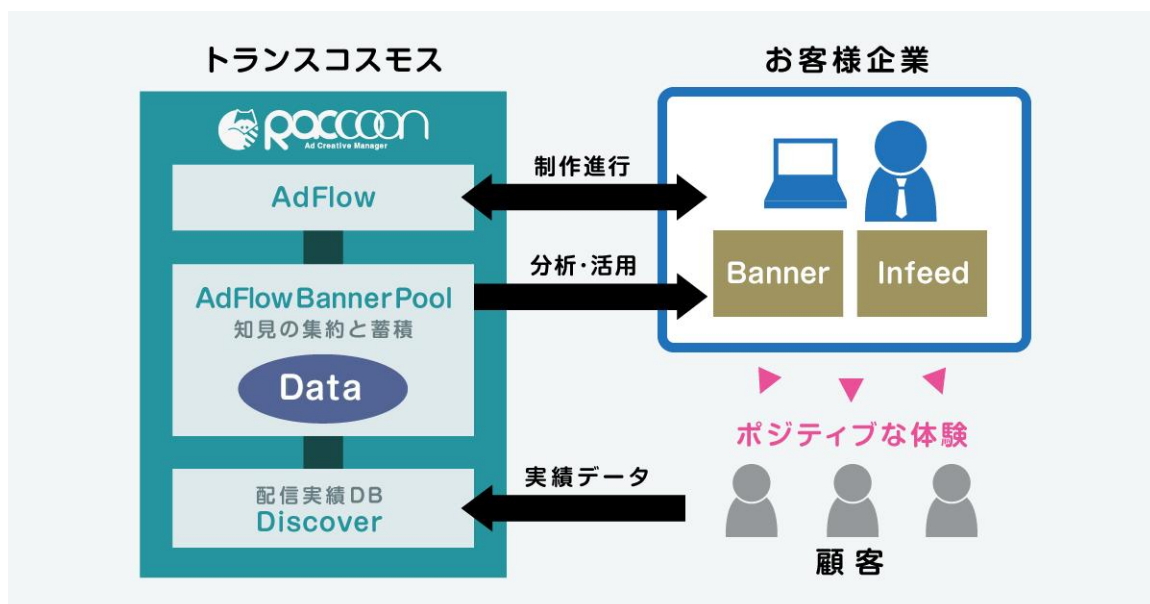 トランスコスモス
Raccoon
Ad Creative Manager
AdFlow
AdFlow Banner Pool
知見の集約と蓄積
Data
配信実績DB
Discover
制作進行
分析・活用
実績データ
お客様企業
Banner
Infeed
ポジティブな体験
顧客